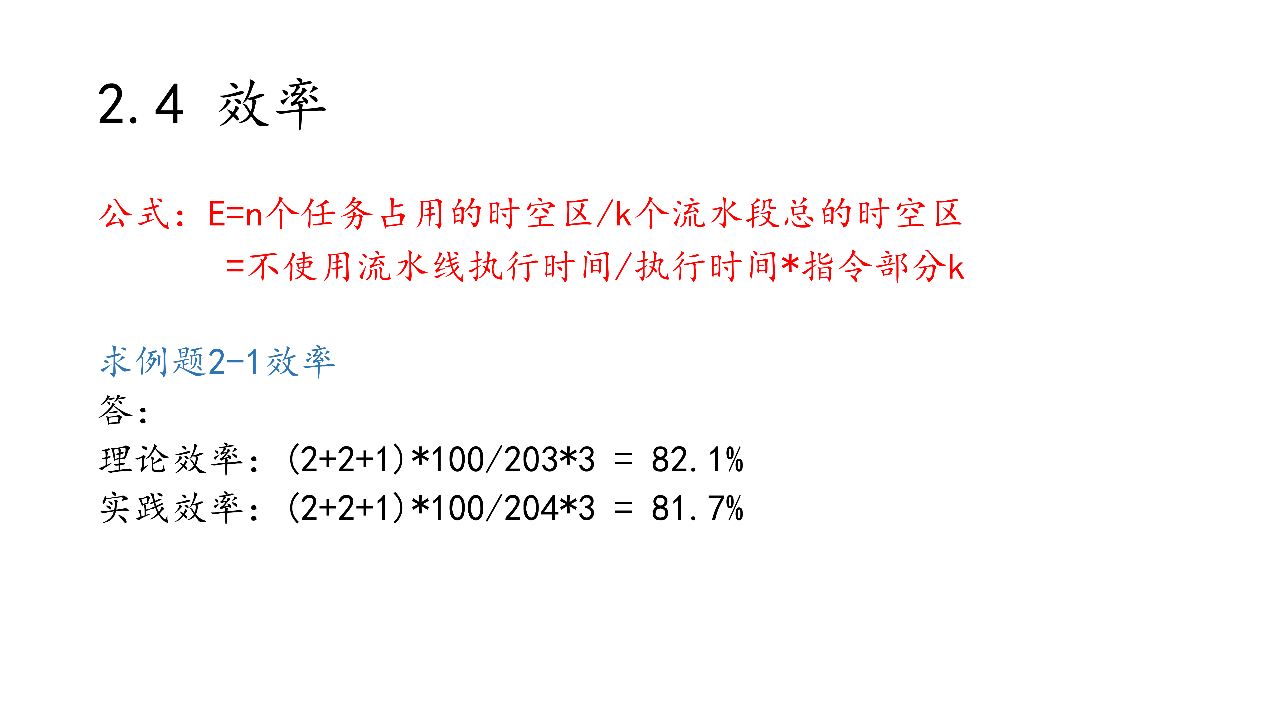 2.4 效率
公式：E=n个任务占用的时空区/k个流水段总的时空区
=不使用流水线执行时间/执行时间*指令部分k
求例题2-1效率
答：
理论效率：(2+2+1)*100/203*3 = 82.1%
实践效率：(2+2+1)*100/204*3 = 81.7%